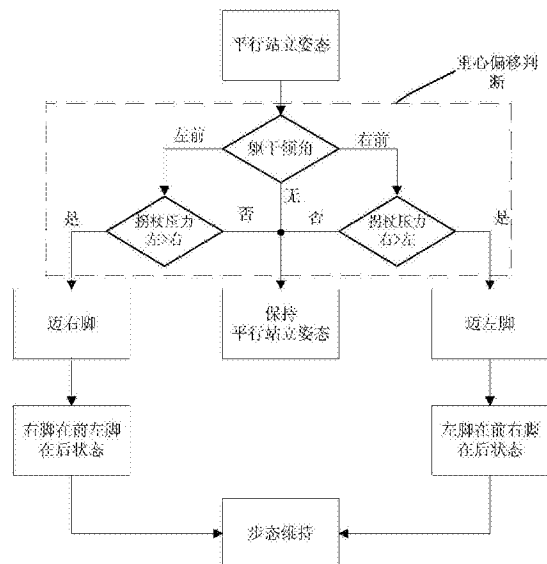 平行站立姿态
重心偏移判
断
左前
躯干倾角
右前
无
是
拐杖压力
左>右
否
否
拐杖压力
右>左
是
迈右脚
保持
平行站立姿态
迈左脚
右脚在前左脚
在后状态
左脚在前右脚
在后状态
步态维持